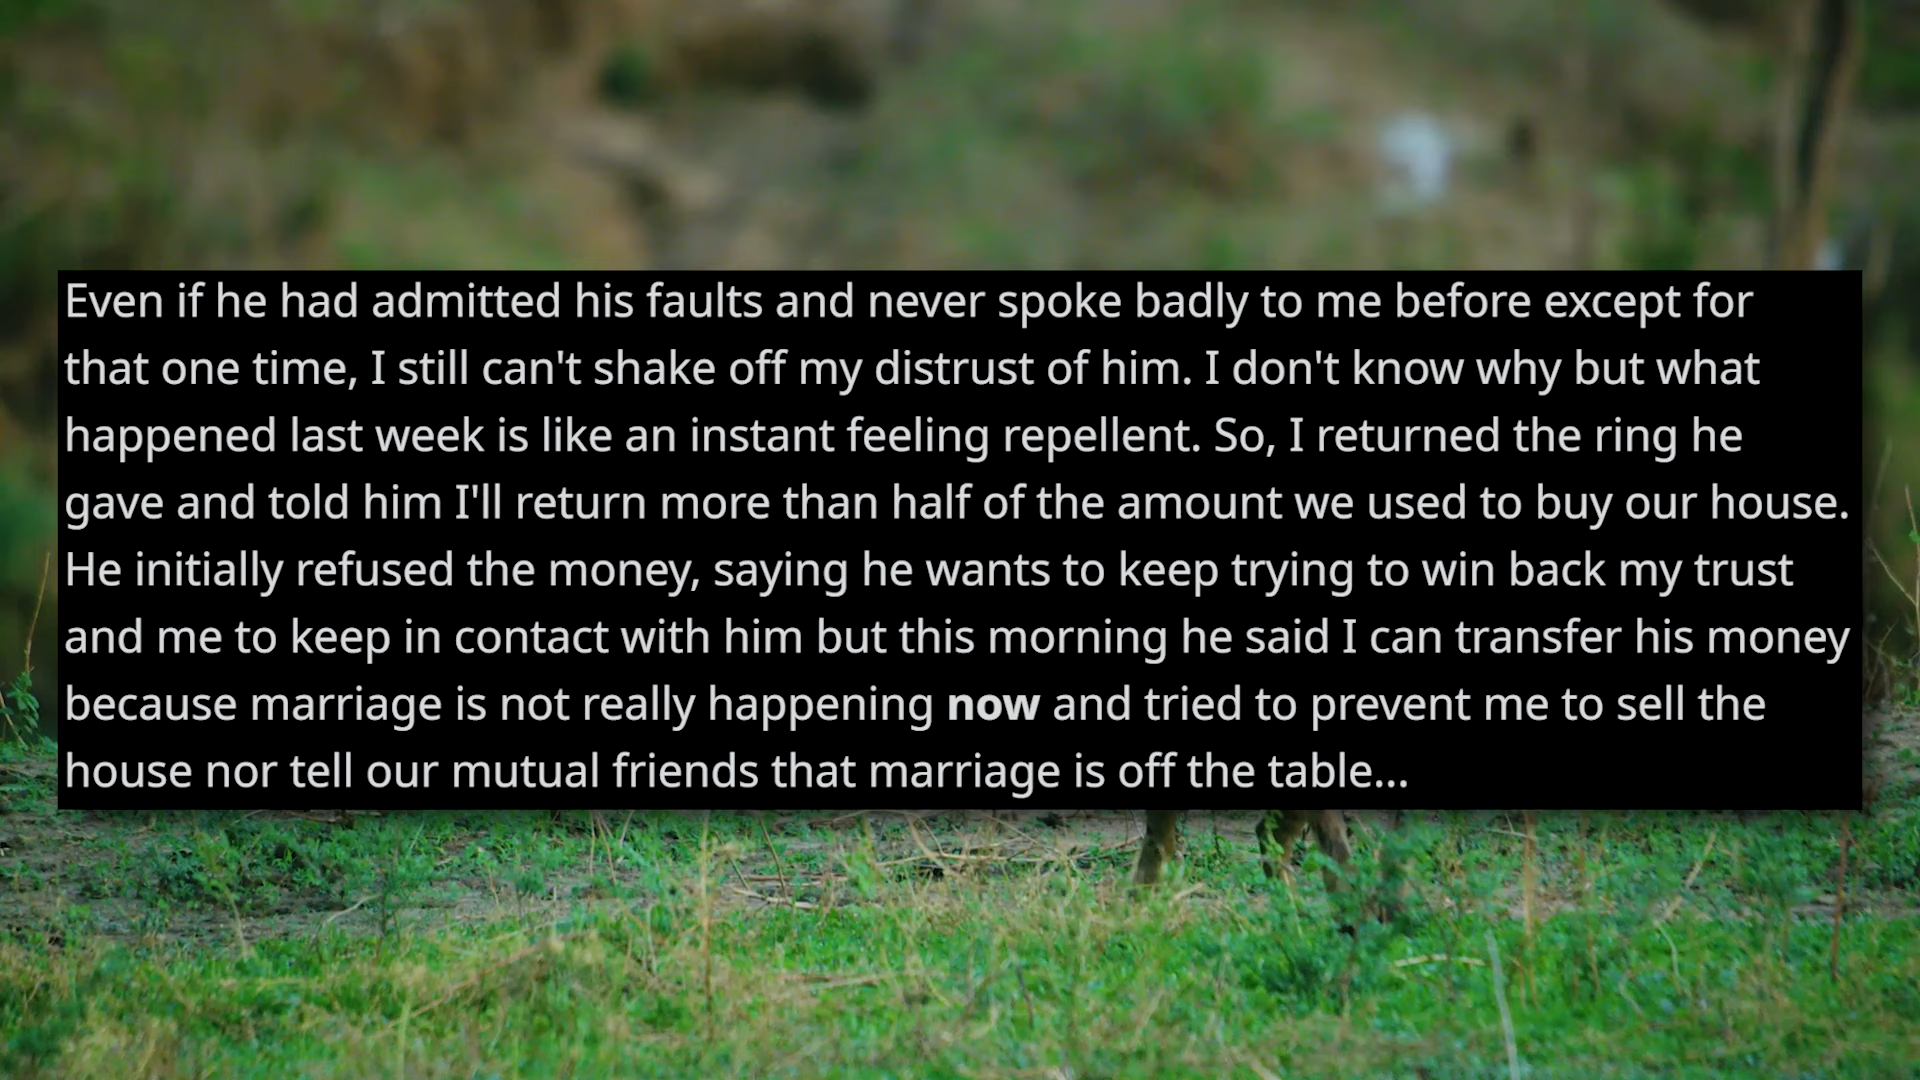 Even if he had admitted his faults and never spoke badly to me before except for
that one time, I still can't shake off my distrust of him. I don't know why but what
happened last week is like an instant feeling repellent. So, I returned the ring he
gave and told him I'll return more than half of the amount we used to buy our house.
He initially refused the money, saying he wants to keep trying to win back my trust
and me to keep in contact with him but this morning he said I can transfer his money
because marriage is not really happening now and tried to prevent me to sell the
house nor tell our mutual friends that marriage is off the table...